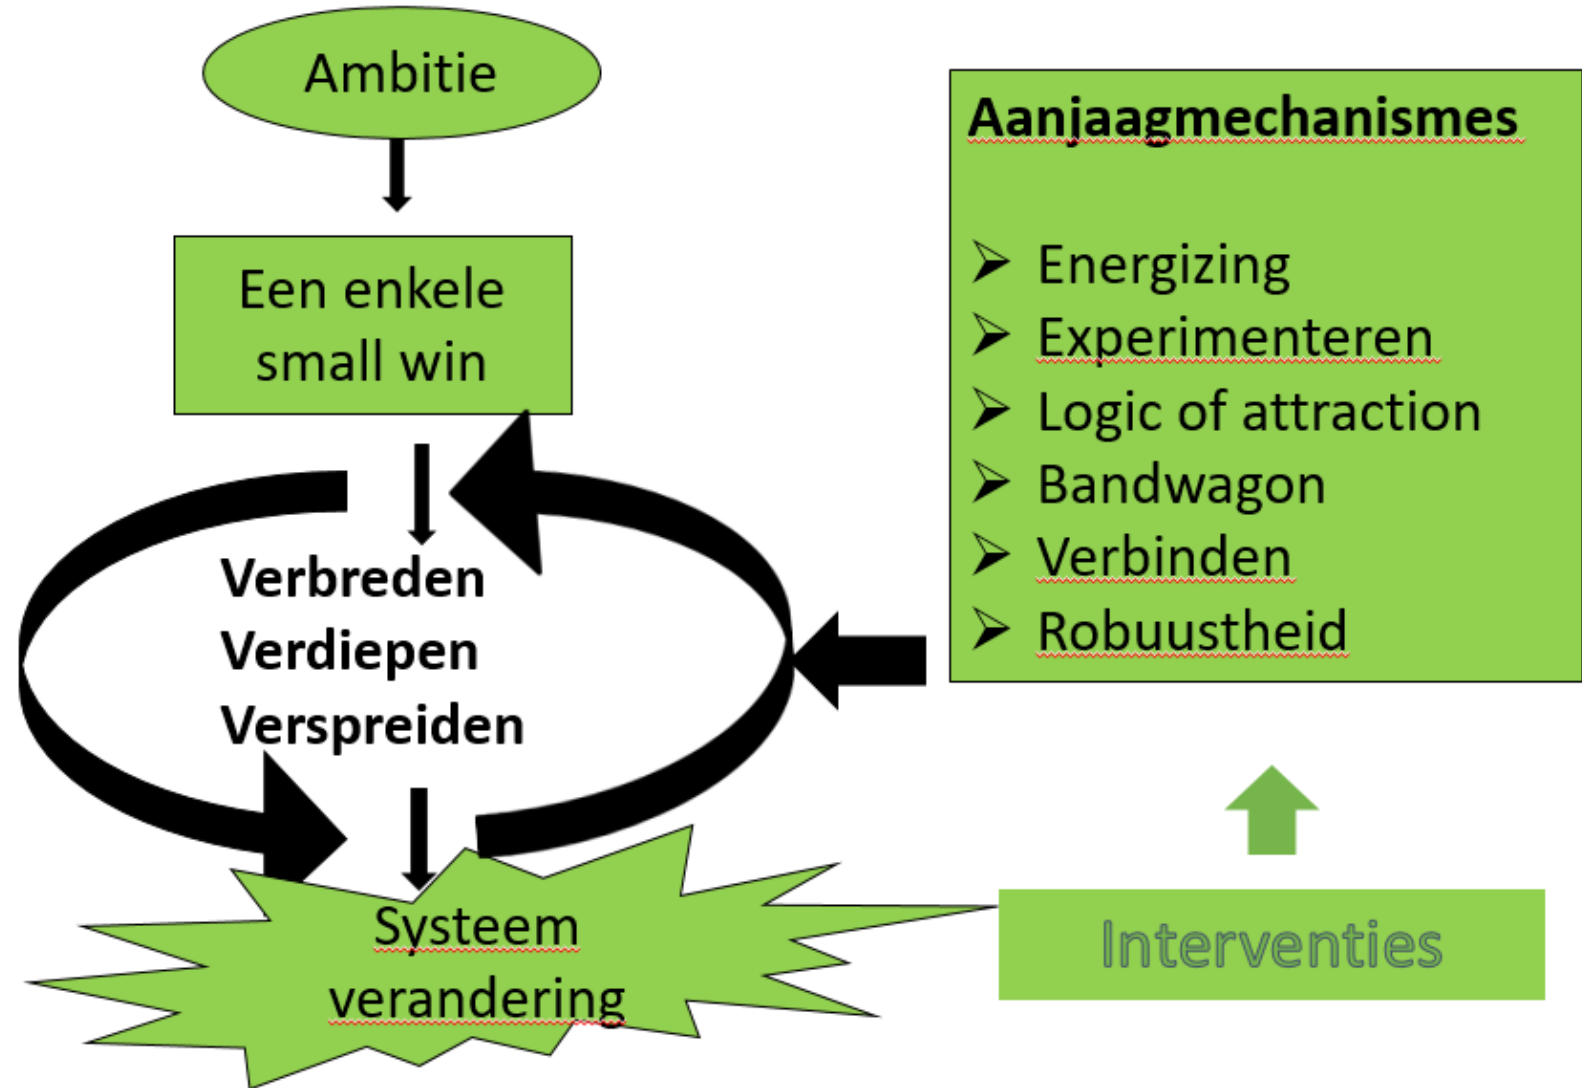 Ambitie
Een enkele
small win
Verbreden
Verdiepen
Verspreiden
Systeem
verandering
Aanjaagmechanismes
Energizing
Experimenteren
Logic of attraction
Bandwagon
Verbinden
Robuustheid
Interventies